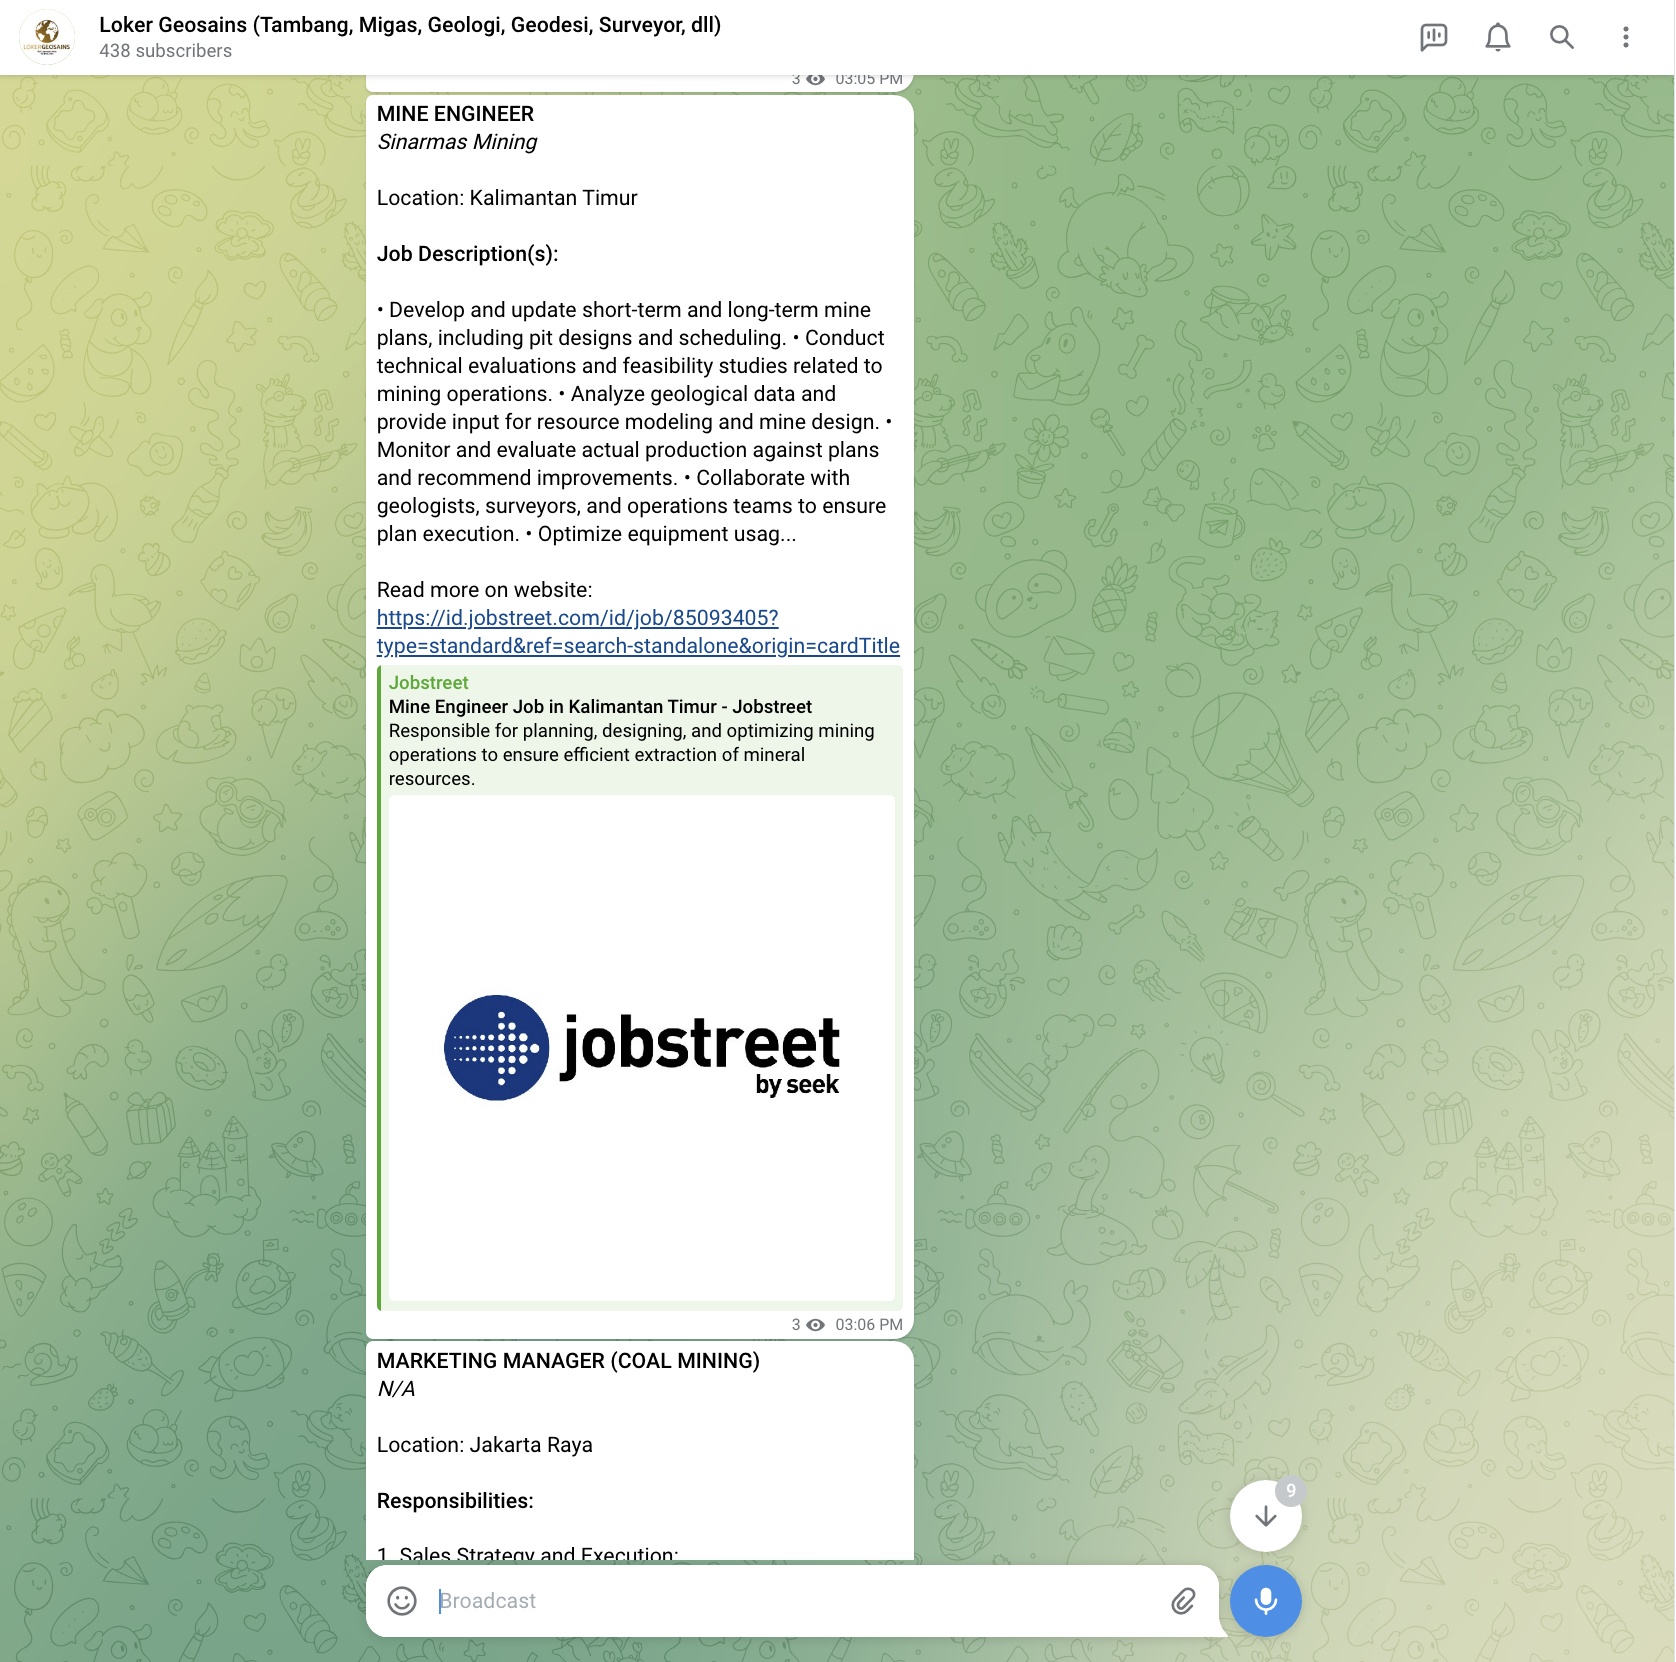 Loker Geosains (Tambang, Migas, Geologi, Geodesi, Surveyor, dll)
438 subscribers
3 03:05 PM
MINE ENGINEER
Sinarmas Mining
Location: Kalimantan Timur
Job Description(s):
• Develop and update short-term and long-term mine
plans, including pit designs and scheduling. • Conduct
technical evaluations and feasibility studies related to
mining operations. • Analyze geological data and
provide input for resource modeling and mine design. •
Monitor and evaluate actual production against plans
and recommend improvements. • Collaborate with
geologists, surveyors, and operations teams to ensure
plan execution. • Optimize equipment usag...
Read more on website:
https://id.jobstreet.com/id/job/85093405?
type=standard&ref=search-standalone&origin=cardTitle
Jobstreet
Mine Engineer Job in Kalimantan Timur - Jobstreet
Responsible for planning, designing, and optimizing mining
operations to ensure efficient extraction of mineral
resources.
jobstreet
by seek
3 03:06 PM
MARKETING MANAGER (COAL MINING)
N/A
Location: Jakarta Raya
Responsibilities:
1. Sales Strategy and Execution:
9
Broadcast